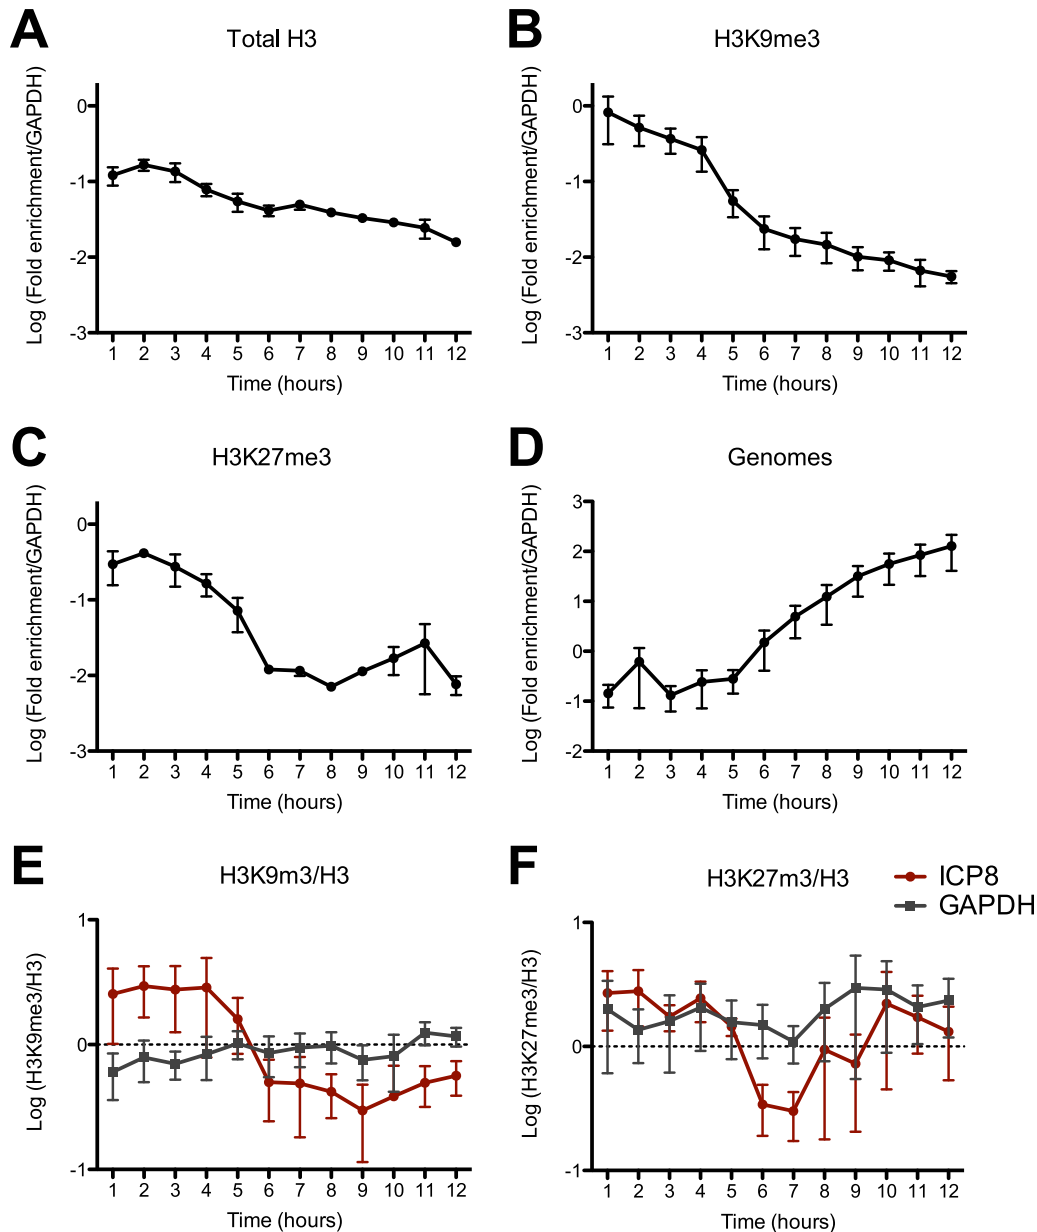 A
Total H3
Log (Fold enrichment/GAPDH)
0
-1
-2
-3
1 2 3 4 5 6 7 8 9 10 11 12
Time (hours)
B
H3K9me3
Log (Fold enrichment/GAPDH)
0
-1
-2
-3
1 2 3 4 5 6 7 8 9 10 11 12
Time (hours)
C
H3K27me3
Log (Fold enrichment/GAPDH)
0
-1
-2
-3
1 2 3 4 5 6 7 8 9 10 11 12
Time (hours)
D
Genomes
Log (Fold enrichment/GAPDH)
3
2
1
0
-1
-2
1 2 3 4 5 6 7 8 9 10 11 12
Time (hours)
E
H3K9m3/H3
Log (H3K9me3/H3)
1
0
-1
1 2 3 4 5 6 7 8 9 10 11 12
Time (hours)
F
H3K27m3/H3
ICP8
GAPDH
Log (H3K27me3/H3)
1
0
-1
1 2 3 4 5 6 7 8 9 10 11 12
Time (hours)